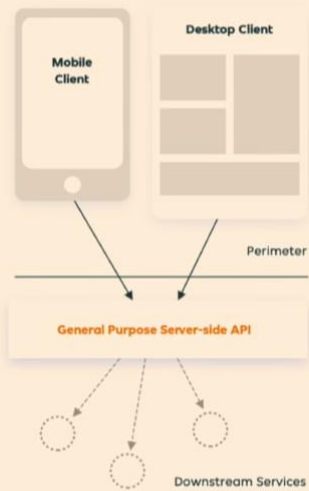 Desktop Client
Mobile
Client
Perimeter
General Purpose Server-side API
Downstream Services